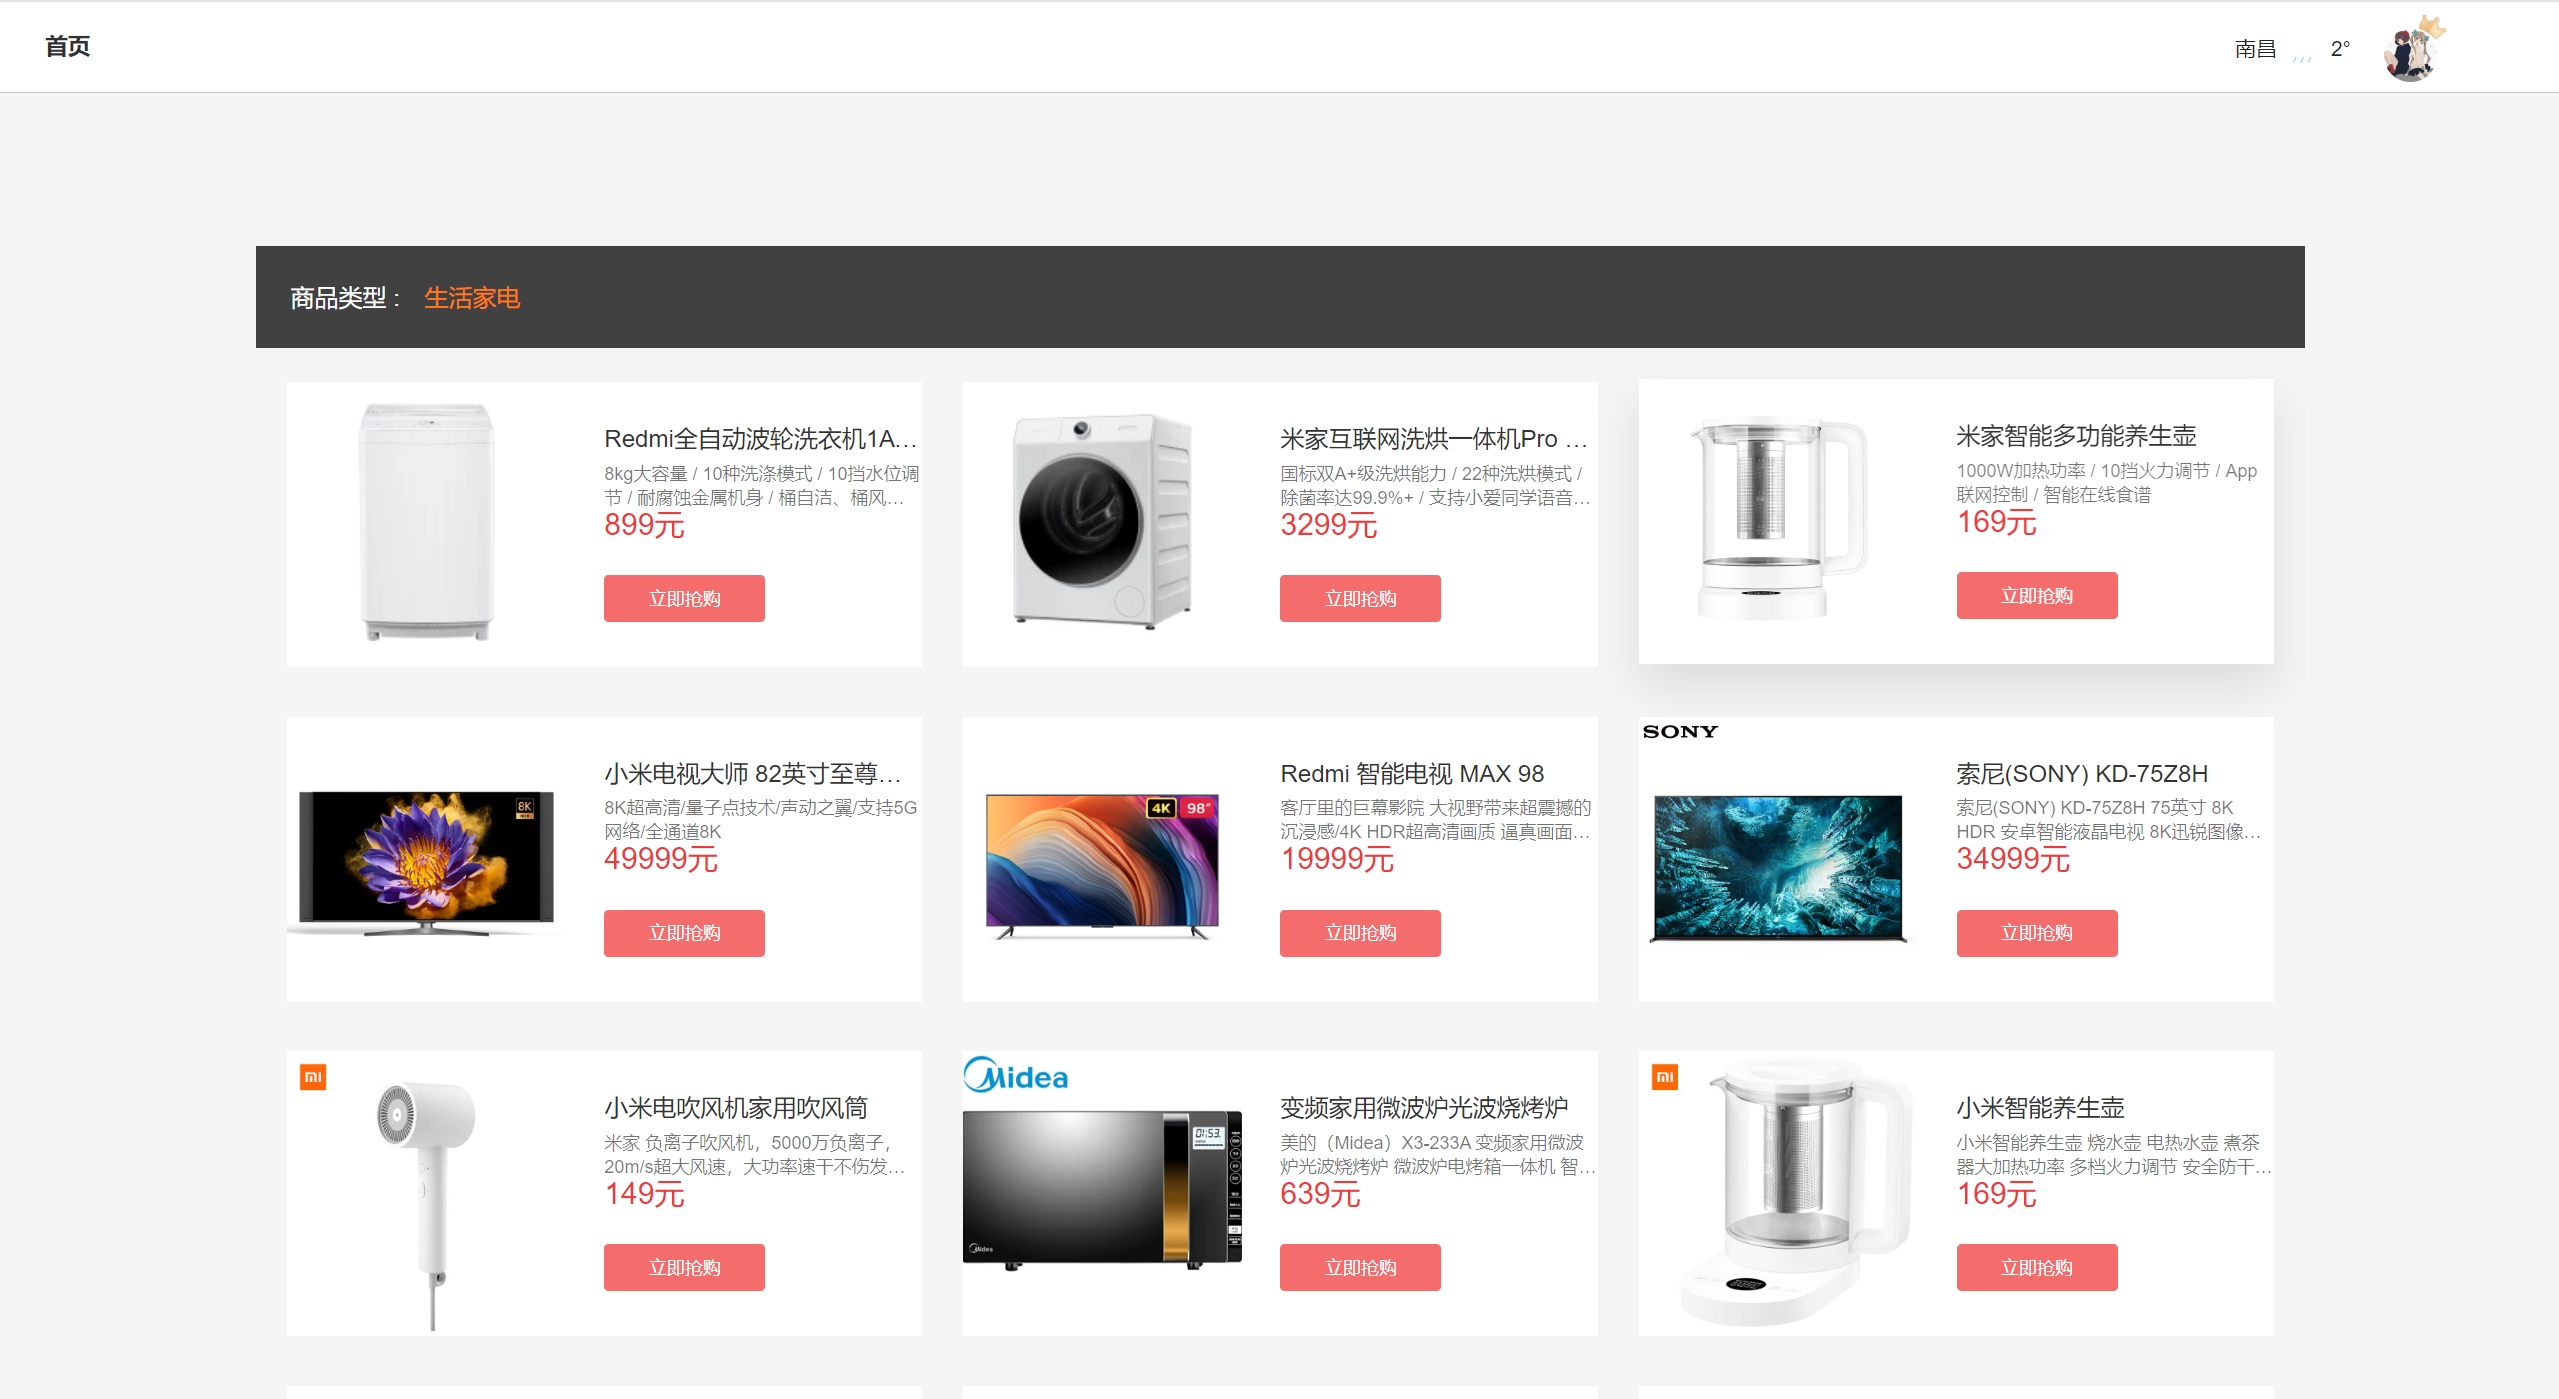 首页
南昌 2°
商品类型： 生活家电
Redmi全自动波轮洗衣机1A…
8kg大容量 / 10种洗涤模式 / 10挡水位调
节 / 耐腐蚀金属机身 / 桶自洁、桶风…
899元
立即抢购
米家互联网洗烘一体机Pro …
国标双A+级洗烘能力 / 22种洗烘模式 /
除菌率达99.9%+ / 支持小爱同学语音…
3299元
立即抢购
米家智能多功能养生壶
1000W加热功率 / 10挡火力调节 / App
联网控制 / 智能在线食谱
169元
立即抢购
8K
HDR
小米电视大师 82英寸至尊…
8K超高清/量子点技术/声动之翼/支持5G
网络/全通道8K
49999元
立即抢购
4K 98"
Redmi 智能电视 MAX 98
客厅里的巨幕影院 大视野带来超震撼的
沉浸感/4K HDR超高清画质 逼真画面…
19999元
立即抢购
SONY
索尼(SONY) KD-75Z8H
索尼(SONY) KD-75Z8H 75英寸 8K
HDR 安卓智能液晶电视 8K迅锐图像…
34999元
立即抢购
mi
小米电吹风机家用吹风筒
米家 负离子吹风机，5000万负离子，
20m/s超大风速，大功率速干不伤发…
149元
立即抢购
Midea
01:53
Midea
变频家用微波炉光波烧烤炉
美的（Midea）X3-233A 变频家用微波
炉光波烧烤炉 微波炉电烤箱一体机 智…
639元
立即抢购
mi
小米智能养生壶
小米智能养生壶 烧水壶 电热水壶 煮茶
器大加热功率 多档火力调节 安全防干…
169元
立即抢购